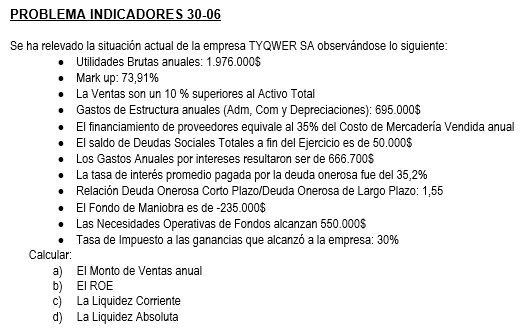 PROBLEMA INDICADORES 30-06
Se ha relevado la situación actual de la empresa TYQWER SA observándose lo siguiente:
• Utilidades Brutas anuales: 1.976.000$
• Mark up: 73,91%
• La Ventas son un 10 % superiores al Activo Total
• Gastos de Estructura anuales (Adm, Com y Depreciaciones): 695.000$
• El financiamiento de proveedores equivale al 35% del Costo de Mercadería Vendida anual
• El saldo de Deudas Sociales Totales a fin del Ejercicio es de 50.000$
• Los Gastos Anuales por intereses resultaron ser de 666.700$
• La tasa de interés promedio pagada por la deuda onerosa fue del 35,2%
• Relación Deuda Onerosa Corto Plazo/Deuda Onerosa de Largo Plazo: 1,55
• El Fondo de Maniobra es de -235.000$
• Las Necesidades Operativas de Fondos alcanzan 550.000$
• Tasa de Impuesto a las ganancias que alcanzó a la empresa: 30%
Calcular:
a) El Monto de Ventas anual
b) El ROE
c) La Liquidez Corriente
d) La Liquidez Absoluta